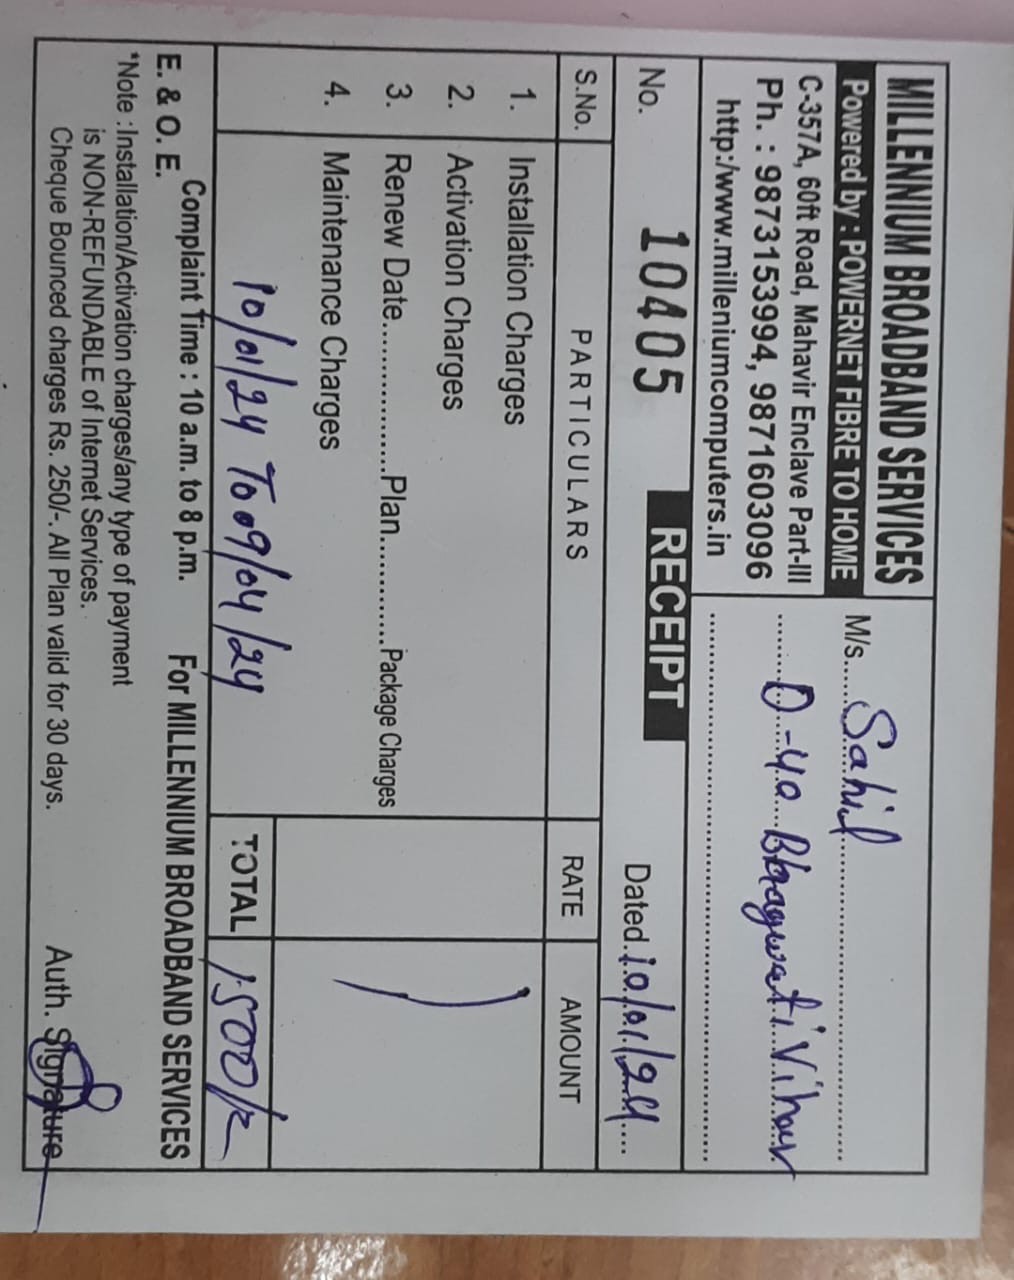 MILLENNIUM BROADBAND SERVICES
Powered by : POWERNET FIBRE TO HOME
C-357A, 60ft Road, Mahavir Enclave Part-III
Ph. : 9873153994, 9871603096
http:/www.milleniumcomputers.in
M/s......Sahil..............
D-40 Bhagwati Vihar
No. 10405 RECEIPT Dated.10/01/24....
S.No. PARTICULARS RATE AMOUNT
1. Installation Charges
2. Activation Charges
3. Renew Date................Plan............Package Charges
4. Maintenance Charges
10/01/24 To 09/04/24 TOTAL 1500/-
E. & O. E. Complaint Time : 10 a.m. to 8 p.m. For MILLENNIUM BROADBAND SERVICES
*Note : Installation/Activation charges/any type of payment
is NON-REFUNDABLE of Internet Services.
Cheque Bounced charges Rs. 250/-. All Plan valid for 30 days. Auth. Signature